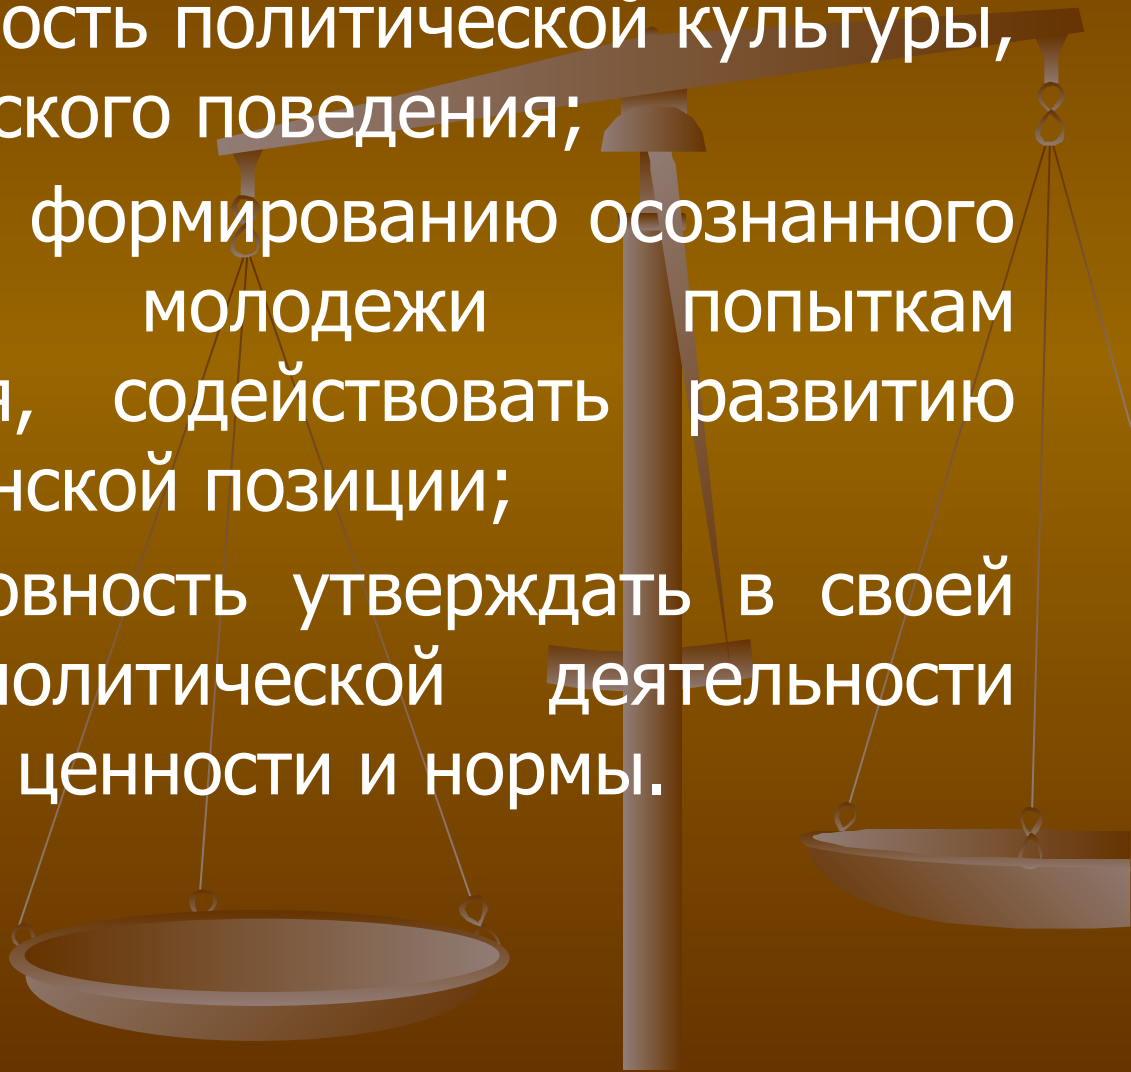 ость политической культуры,
ского поведения;
формированию осознанного
молодежи попыткам
я, содействовать развитию
нской позиции;
овность утверждать в своей
политической деятельности
ценности и нормы.